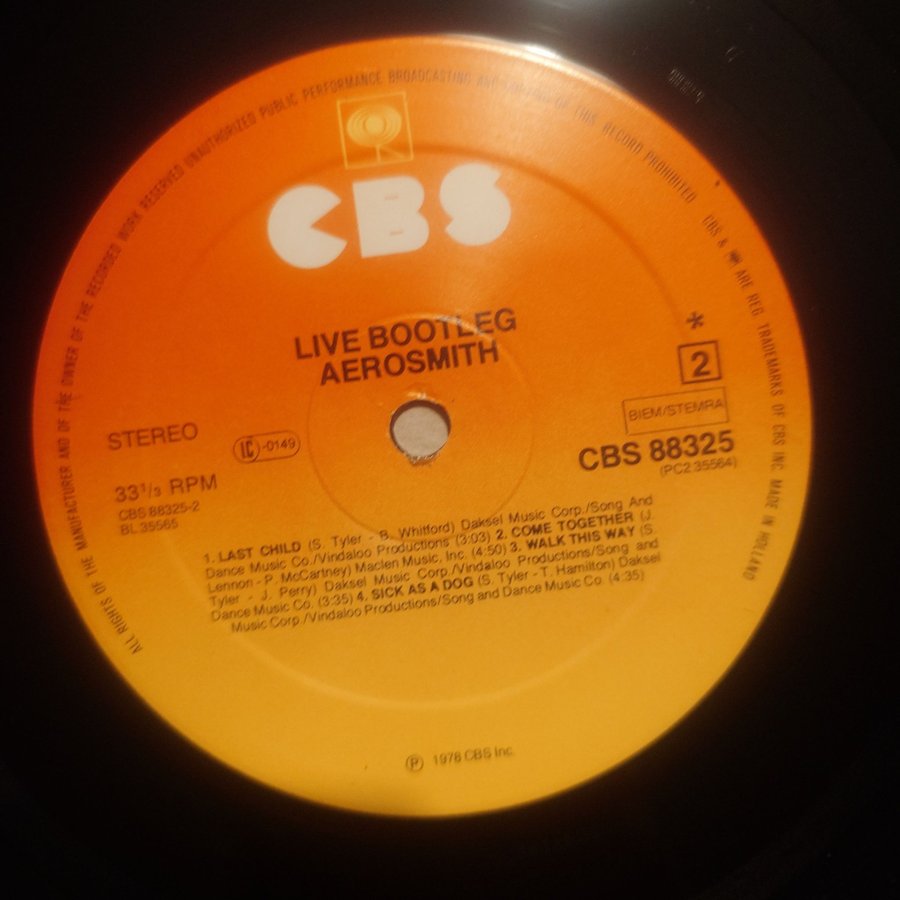 ALL RIGHTS OF THE MANUFACTURER AND OF THE OWNER OF THE RECORDED WORK RESERVED UNAUTHORIZED PUBLIC PERFORMANCE BROADCASTING AND COPYING OF THIS RECORD PROHIBITED
CBS & ARE REG. TRADEMARKS OF CBS INC. MADE IN HOLLAND
CBS
LIVE BOOTLEG
AEROSMITH
*
2
STEREO
LC -0149
BIEM/STEMRA
CBS 88325
(PC2.35564)
33⅓ RPM
CBS 88325-2
BL 35565
1. LAST CHILD (S. Tyler - B. Whitford) Daksel Music Corp./Song And
Dance Music Co./Vindaloo Productions (3:03) 2. COME TOGETHER (J.
Lennon - P. McCartney) Maclen Music, Inc. (4:50) 3. WALK THIS WAY (S.
Tyler - J. Perry) Daksel Music Corp./Vindaloo Productions/Song and
Dance Music Co. (3:35) 4. SICK AS A DOG (S. Tyler - T. Hamilton) Daksel
Music Corp./Vindaloo Productions/Song and Dance Music Co. (4:35)
Ⓟ 1978 CBS Inc.